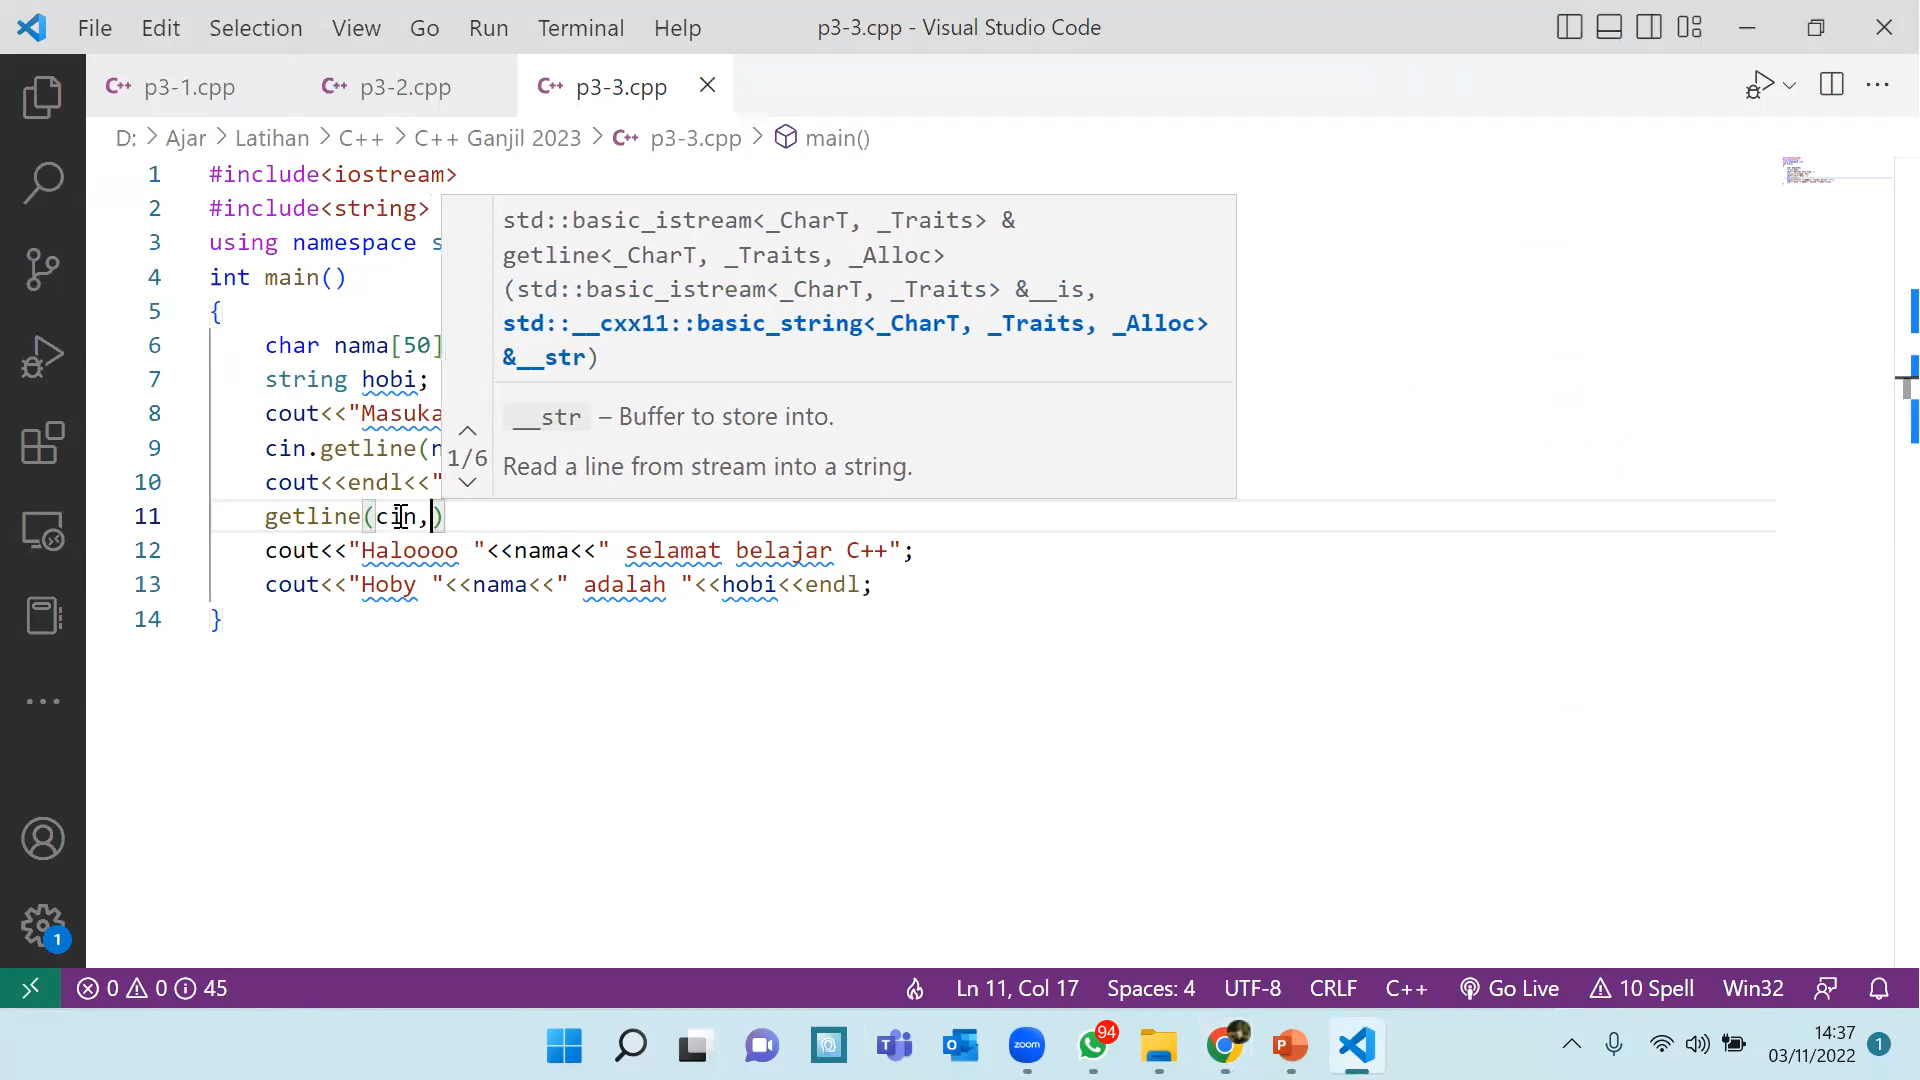 File Edit Selection View Go Run Terminal Help p3-3.cpp - Visual Studio Code
C++ p3-1.cpp C++ p3-2.cpp C++ p3-3.cpp
D: > Ajar > Latihan > C++ > C++ Ganjil 2023 > C++ p3-3.cpp > main()
1 #include<iostream>
2 #include<string>
3 using namespace s
4 int main()
5 {
6 char nama[50]
7 string hobi;
8 cout<<"Masuka
9 cin.getline(n
10 cout<<endl<<"
11 getline(cin,)
12 cout<<"Haloooo "<<nama<<" selamat belajar C++";
13 cout<<"Hoby "<<nama<<" adalah "<<hobi<<endl;
14 }
std::basic_istream<_CharT, _Traits> &
getline<_CharT, _Traits, _Alloc>
(std::basic_istream<_CharT, _Traits> &__is,
std::__cxx11::basic_string<_CharT, _Traits, _Alloc>
&__str)
__str – Buffer to store into.
1/6
Read a line from stream into a string.
1
0 0 45 Ln 11, Col 17 Spaces: 4 UTF-8 CRLF C++ Go Live 10 Spell Win32
zoom 94 14:37
03/11/2022 1